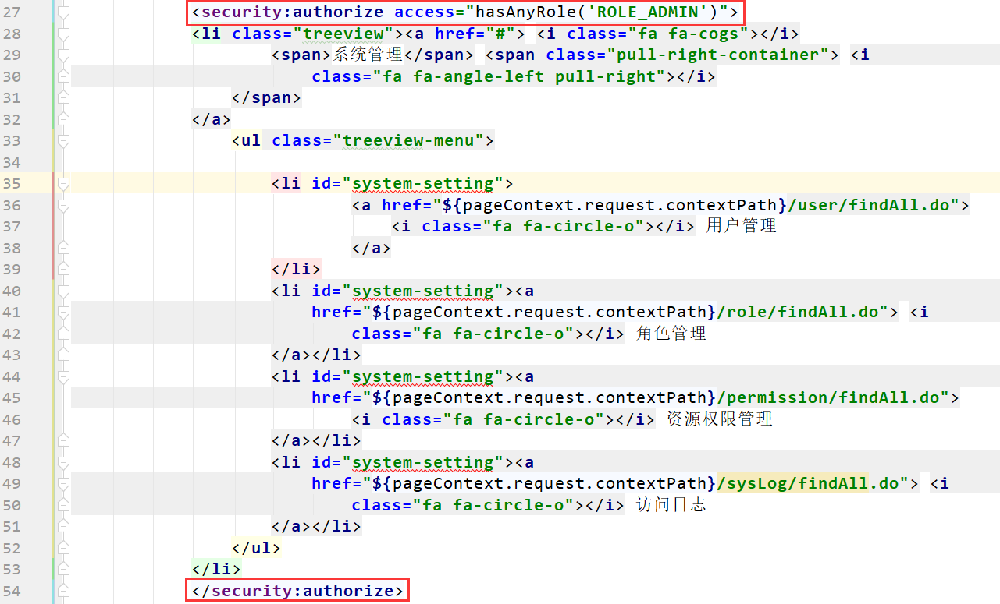 27 <security:authorize access="hasAnyRole('ROLE_ADMIN')">
28 <li class="treeview"><a href="#"> <i class="fa fa-cogs"></i>
29 <span>系统管理</span> <span class="pull-right-container"> <i
30 class="fa fa-angle-left pull-right"></i>
31 </span>
32 </a>
33 <ul class="treeview-menu">
34
35 <li id="system-setting">
36 <a href="${pageContext.request.contextPath}/user/findAll.do">
37 <i class="fa fa-circle-o"></i> 用户管理
38 </a>
39 </li>
40 <li id="system-setting"><a
41 href="${pageContext.request.contextPath}/role/findAll.do"> <i
42 class="fa fa-circle-o"></i> 角色管理
43 </a></li>
44 <li id="system-setting"><a
45 href="${pageContext.request.contextPath}/permission/findAll.do">
46 <i class="fa fa-circle-o"></i> 资源权限管理
47 </a></li>
48 <li id="system-setting"><a
49 href="${pageContext.request.contextPath}/sysLog/findAll.do"> <i
50 class="fa fa-circle-o"></i> 访问日志
51 </a></li>
52 </ul>
53 </li>
54 </security:authorize>